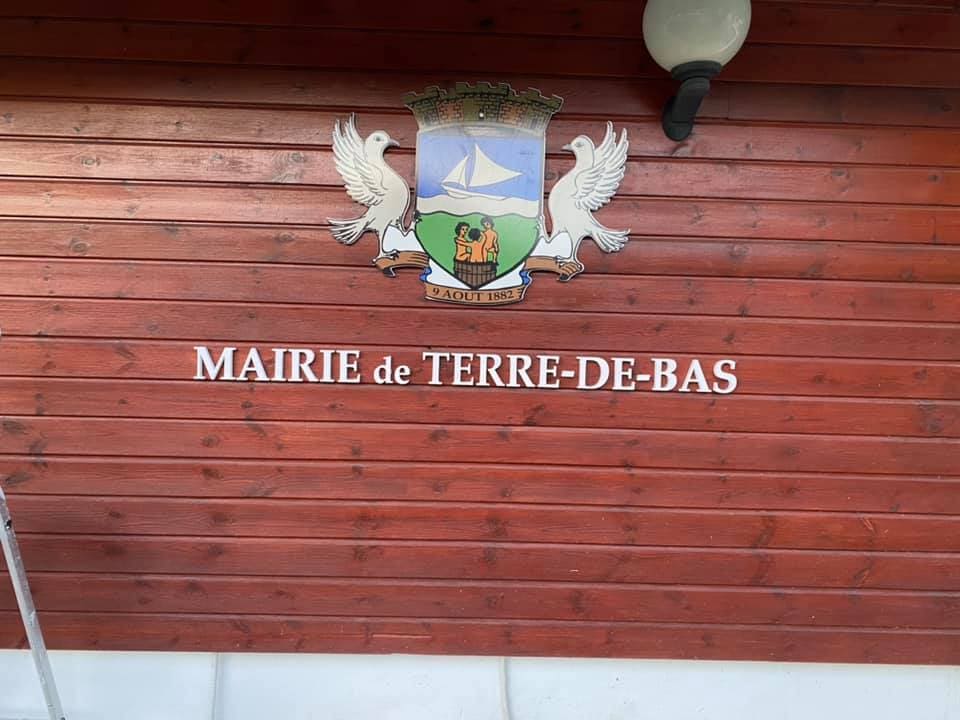 9 AOUT 1882
MAIRIE de TERRE-DE-BAS